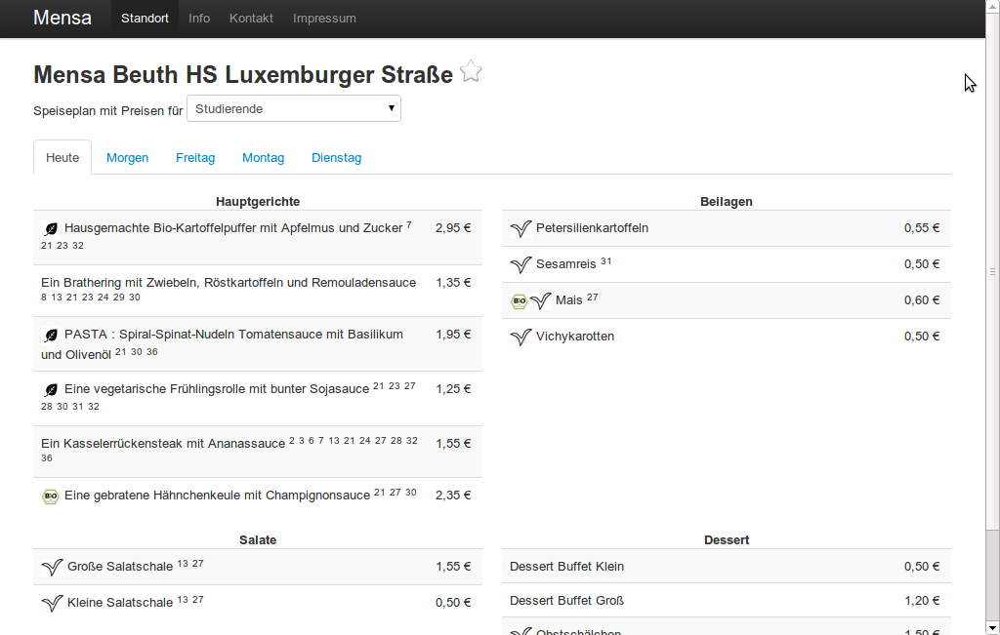 Mensa Standort Info Kontakt Impressum
Mensa Beuth HS Luxemburger Straße
Speiseplan mit Preisen für Studierende
Heute Morgen Freitag Montag Dienstag
Hauptgerichte
Hausgemachte Bio-Kartoffelpuffer mit Apfelmus und Zucker 7 2,95 €
21 23 32
Ein Brathering mit Zwiebeln, Röstkartoffeln und Remouladensauce 1,35 €
8 13 21 23 24 29 30
PASTA : Spiral-Spinat-Nudeln Tomatensauce mit Basilikum 1,95 €
und Olivenöl 21 30 36
Eine vegetarische Frühlingsrolle mit bunter Sojasauce 21 23 27 1,25 €
28 30 31 32
Ein Kasselerrückensteak mit Ananassauce 2 3 6 7 13 21 24 27 28 32 1,55 €
36
BIO Eine gebratene Hähnchenkeule mit Champignonsauce 21 27 30 2,35 €
Beilagen
Petersilienkartoffeln 0,55 €
Sesamreis 31 0,50 €
BIO Mais 27 0,60 €
Vichykarotten 0,50 €
Salate
Große Salatschale 13 27 1,55 €
Kleine Salatschale 13 27 0,50 €
Dessert
Dessert Buffet Klein 0,50 €
Dessert Buffet Groß 1,20 €
Obstschälchen 1,50 €